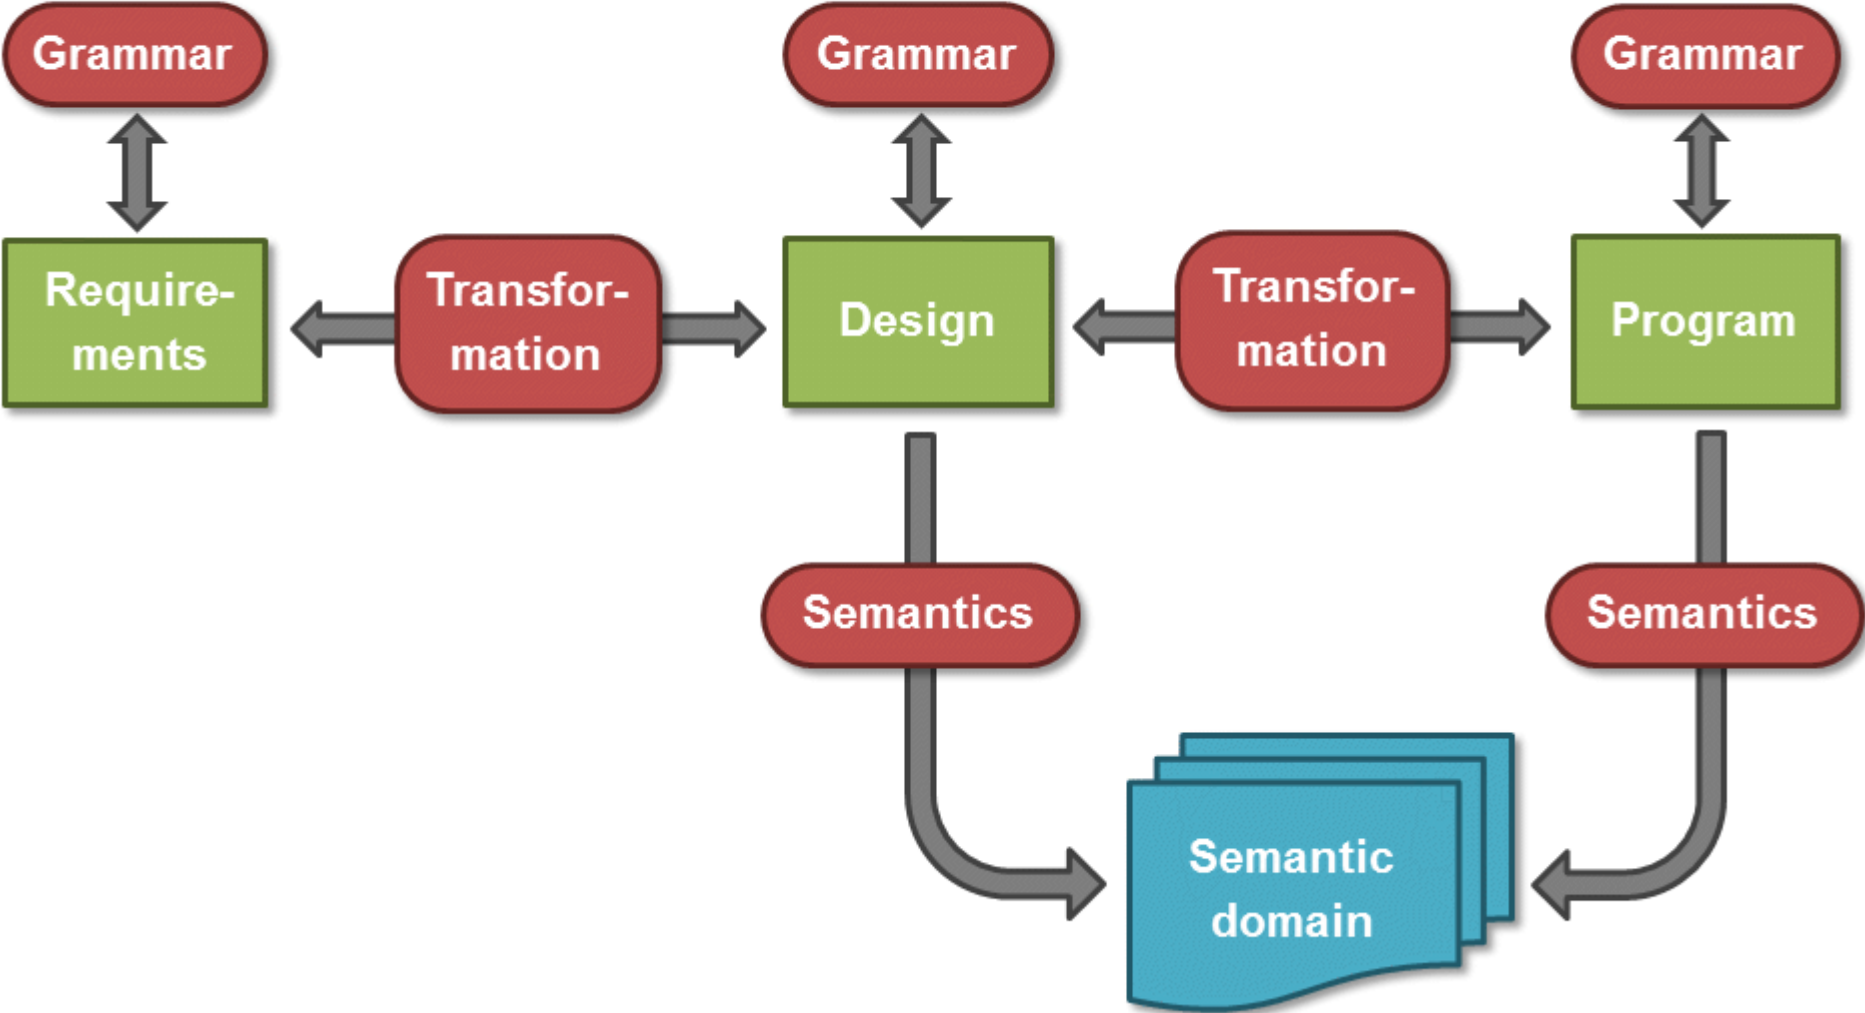 Grammar
Grammar
Grammar
Require-
ments
Transfor-
mation
Design
Transfor-
mation
Program
Semantics
Semantics
Semantic
domain